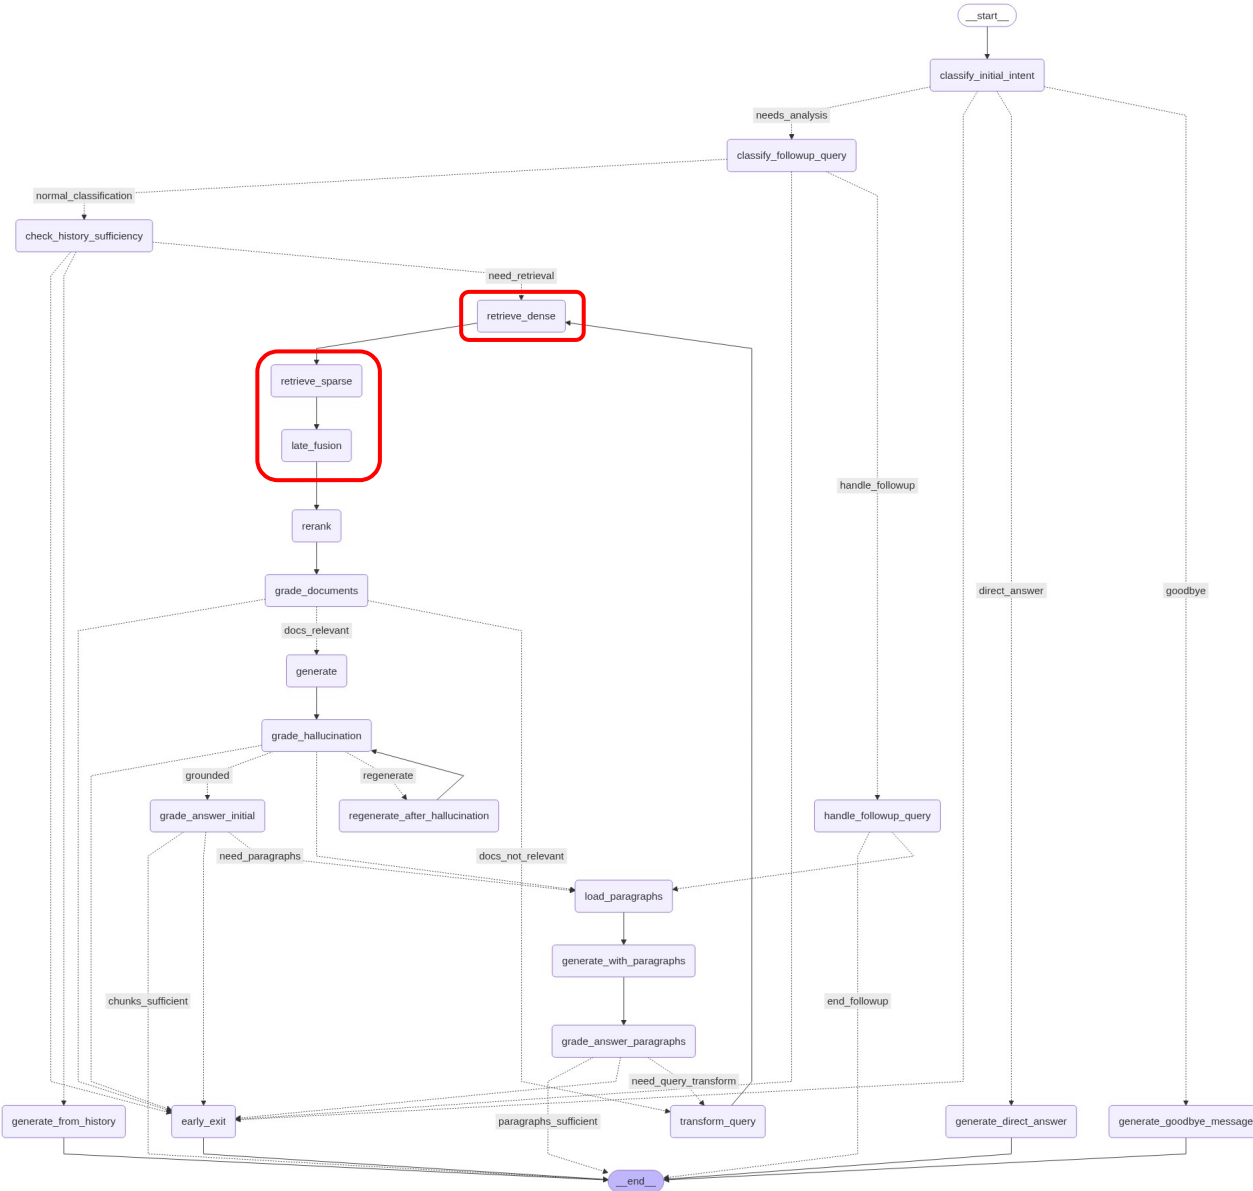 __start__
classify_initial_intent
needs_analysis
classify_followup_query
normal_classification
check_history_sufficiency
need_retrieval
retrieve_dense
retrieve_sparse
late_fusion
handle_followup
rerank
grade_documents
direct_answer
goodbye
docs_relevant
generate
grade_hallucination
grounded
regenerate
grade_answer_initial
regenerate_after_hallucination
handle_followup_query
need_paragraphs
docs_not_relevant
load_paragraphs
generate_with_paragraphs
chunks_sufficient
end_followup
grade_answer_paragraphs
need_query_transform
generate_from_history
early_exit
paragraphs_sufficient
transform_query
generate_direct_answer
generate_goodbye_message
__end__